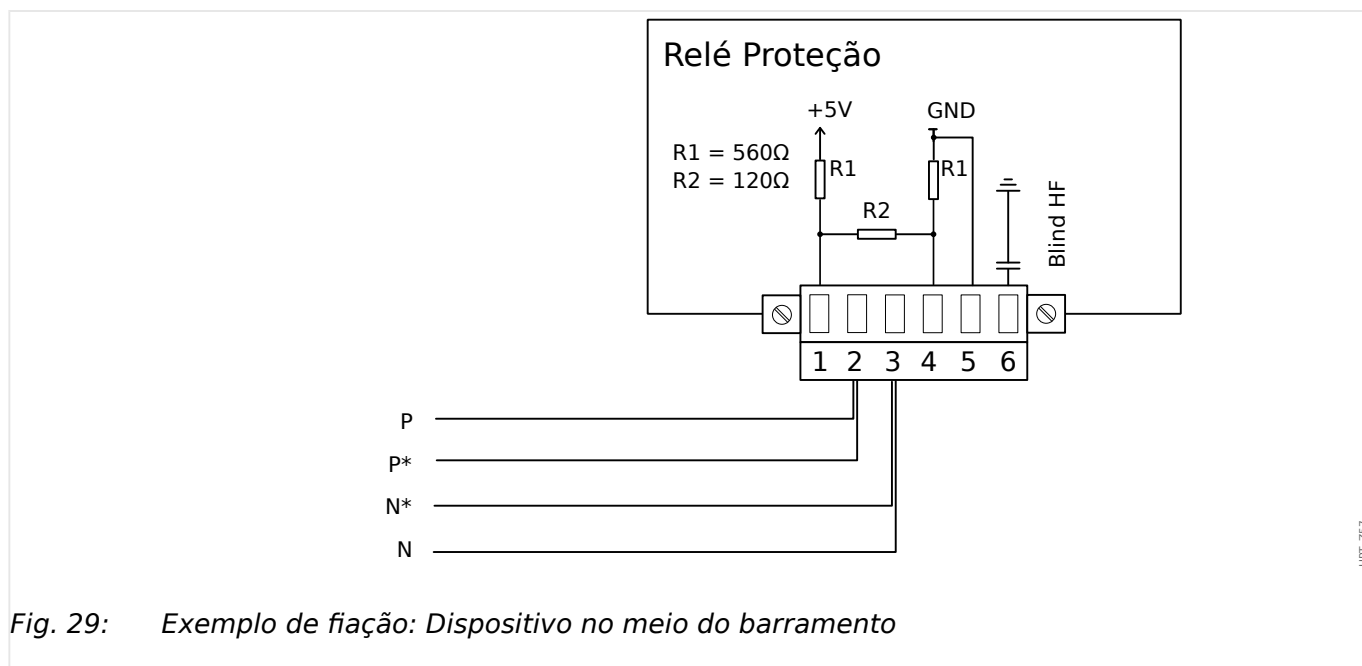 Relé Proteção
+5V
GND
R1 = 560Ω
R2 = 120Ω
R1
R1
R2
Blind HF
1 2 3 4 5 6
P
P*
N*
N
Fig. 29: Exemplo de fiação: Dispositivo no meio do barramento